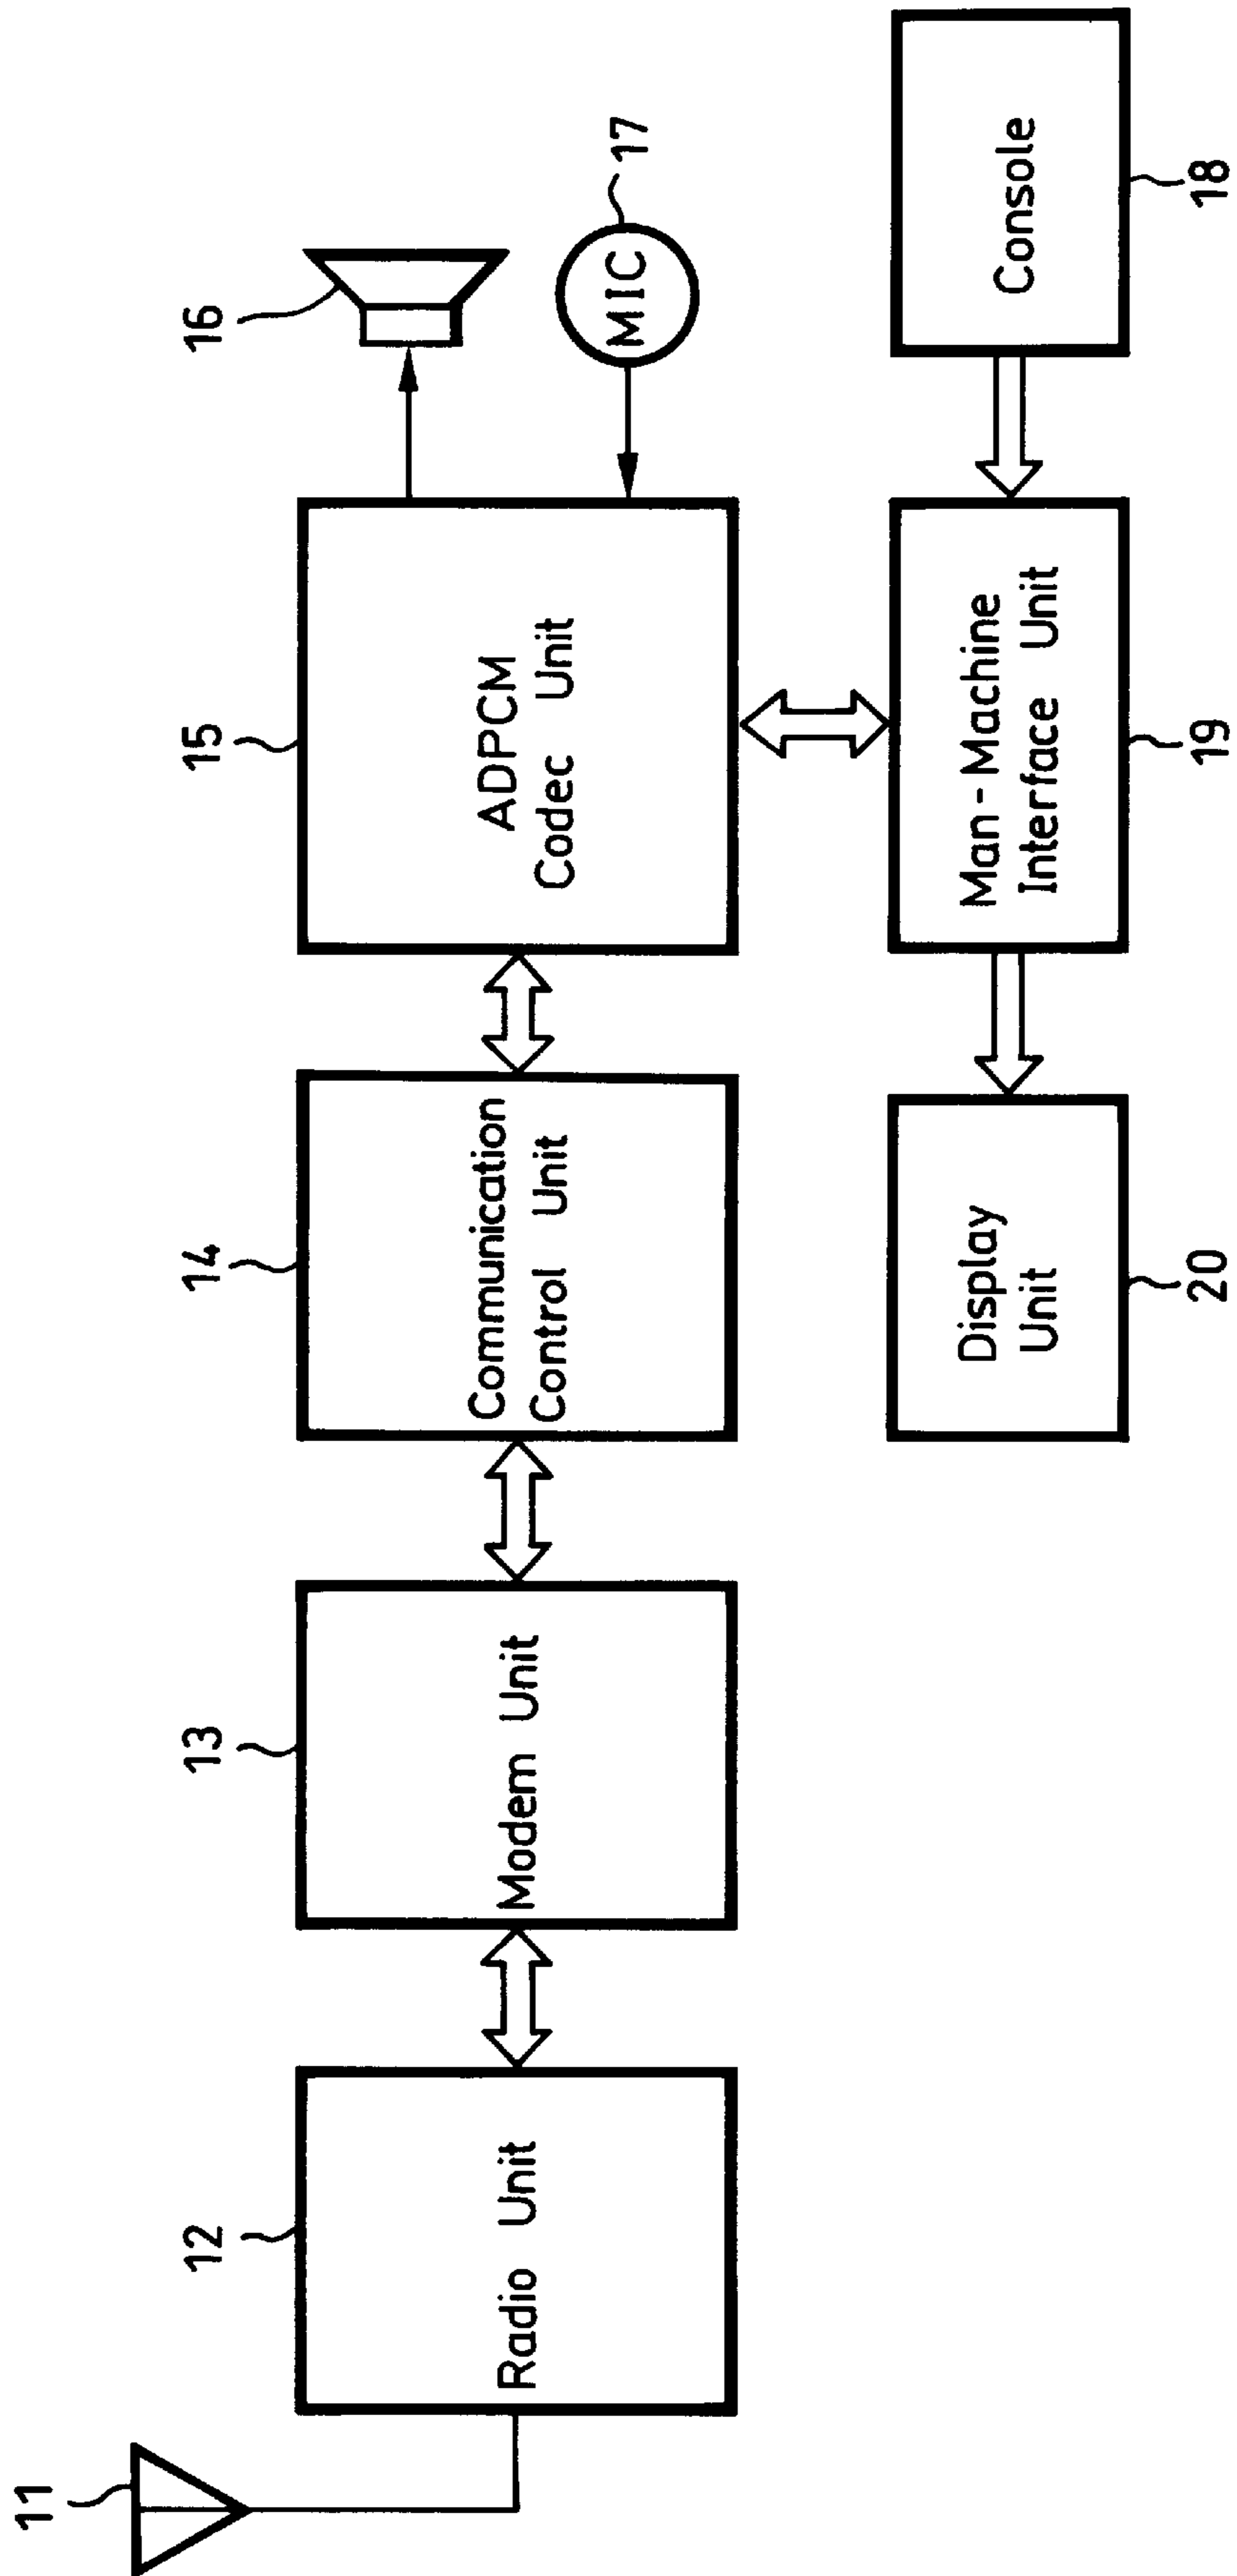 11
12
Radio Unit
13
Modem Unit
14
Communication
Control Unit
15
ADPCM
Codec Unit
16
MIC
17
Display
Unit
20
Man-Machine
Interface Unit
19
Console
18